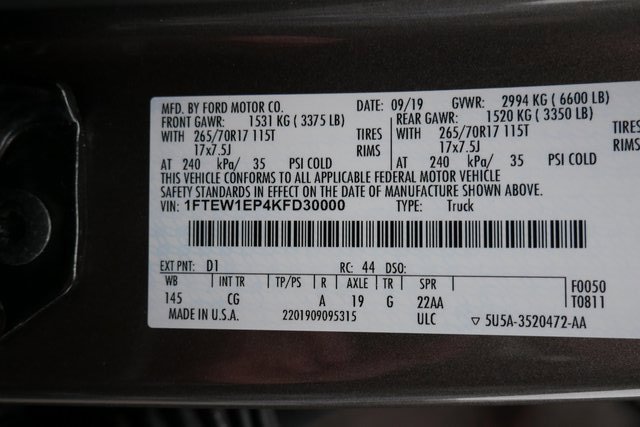 MFD. BY FORD MOTOR CO. DATE: 09/19 GVWR: 2994 KG ( 6600 LB)
FRONT GAWR: 1531 KG ( 3375 LB) REAR GAWR: 1520 KG ( 3350 LB)
WITH 265/70R17 115T TIRES WITH 265/70R17 115T TIRES
17x7.5J RIMS 17x7.5J RIMS
AT 240 kPa/ 35 PSI COLD AT 240 kPa/ 35 PSI COLD
THIS VEHICLE CONFORMS TO ALL APPLICABLE FEDERAL MOTOR VEHICLE
SAFETY STANDARDS IN EFFECT ON THE DATE OF MANUFACTURE SHOWN ABOVE.
VIN: 1FTEW1EP4KFD30000 TYPE: Truck
EXT PNT: D1 RC: 44 DSO:
WB INT TR TP/PS R AXLE TR SPR F0050
145 CG A 19 G 22AA T0811
MADE IN U.S.A. 2201909095315 ULC ▽ 5U5A-3520472-AA